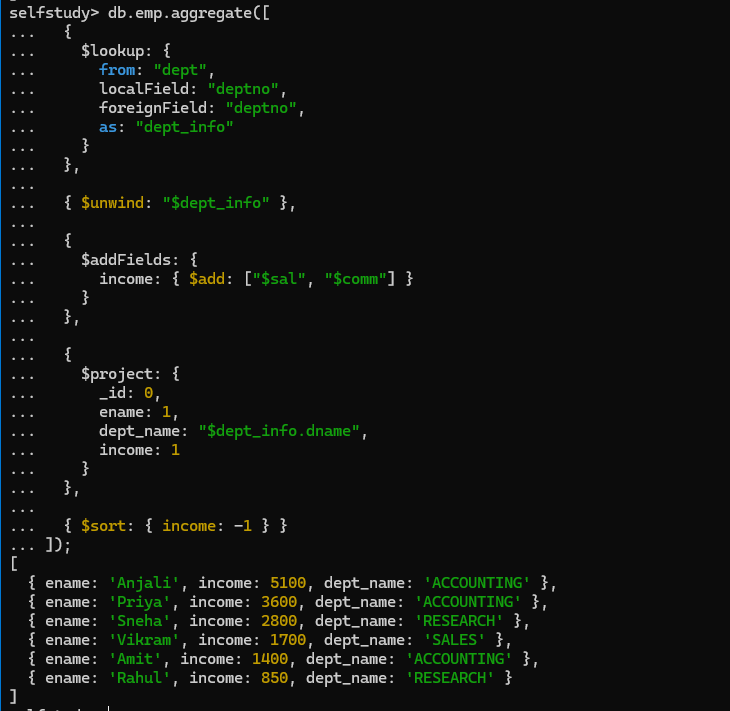 selfstudy> db.emp.aggregate([
...   {
...     $lookup: {
...       from: "dept",
...       localField: "deptno",
...       foreignField: "deptno",
...       as: "dept_info"
...     }
...   },
...
...   { $unwind: "$dept_info" },
...
...   {
...     $addFields: {
...       income: { $add: ["$sal", "$comm"] }
...     }
...   },
...
...   {
...     $project: {
...       _id: 0,
...       ename: 1,
...       dept_name: "$dept_info.dname",
...       income: 1
...     }
...   },
...
...   { $sort: { income: -1 } }
... ]);
[
  { ename: 'Anjali', income: 5100, dept_name: 'ACCOUNTING' },
  { ename: 'Priya', income: 3600, dept_name: 'ACCOUNTING' },
  { ename: 'Sneha', income: 2800, dept_name: 'RESEARCH' },
  { ename: 'Vikram', income: 1700, dept_name: 'SALES' },
  { ename: 'Amit', income: 1400, dept_name: 'ACCOUNTING' },
  { ename: 'Rahul', income: 850, dept_name: 'RESEARCH' }
]